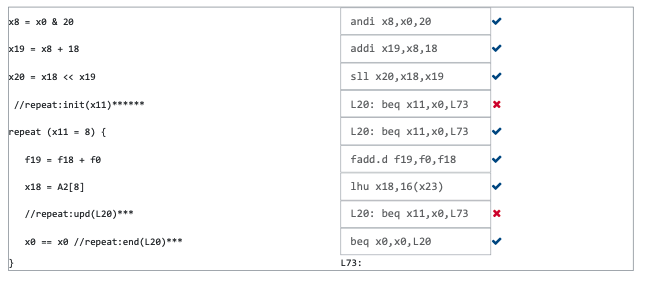 x8 = x0 & 20 andi x8,x0,20
x19 = x8 + 18 addi x19,x8,18
x20 = x18 << x19 sll x20,x18,x19
//repeat:init(x11)****** L20: beq x11,x0,L73
repeat (x11 = 8) { L20: beq x11,x0,L73
f19 = f18 + f0 fadd.d f19,f0,f18
x18 = A2[8] lhu x18,16(x23)
//repeat:upd(L20)*** L20: beq x11,x0,L73
x0 == x0 //repeat:end(L20)*** beq x0,x0,L20
} L73: